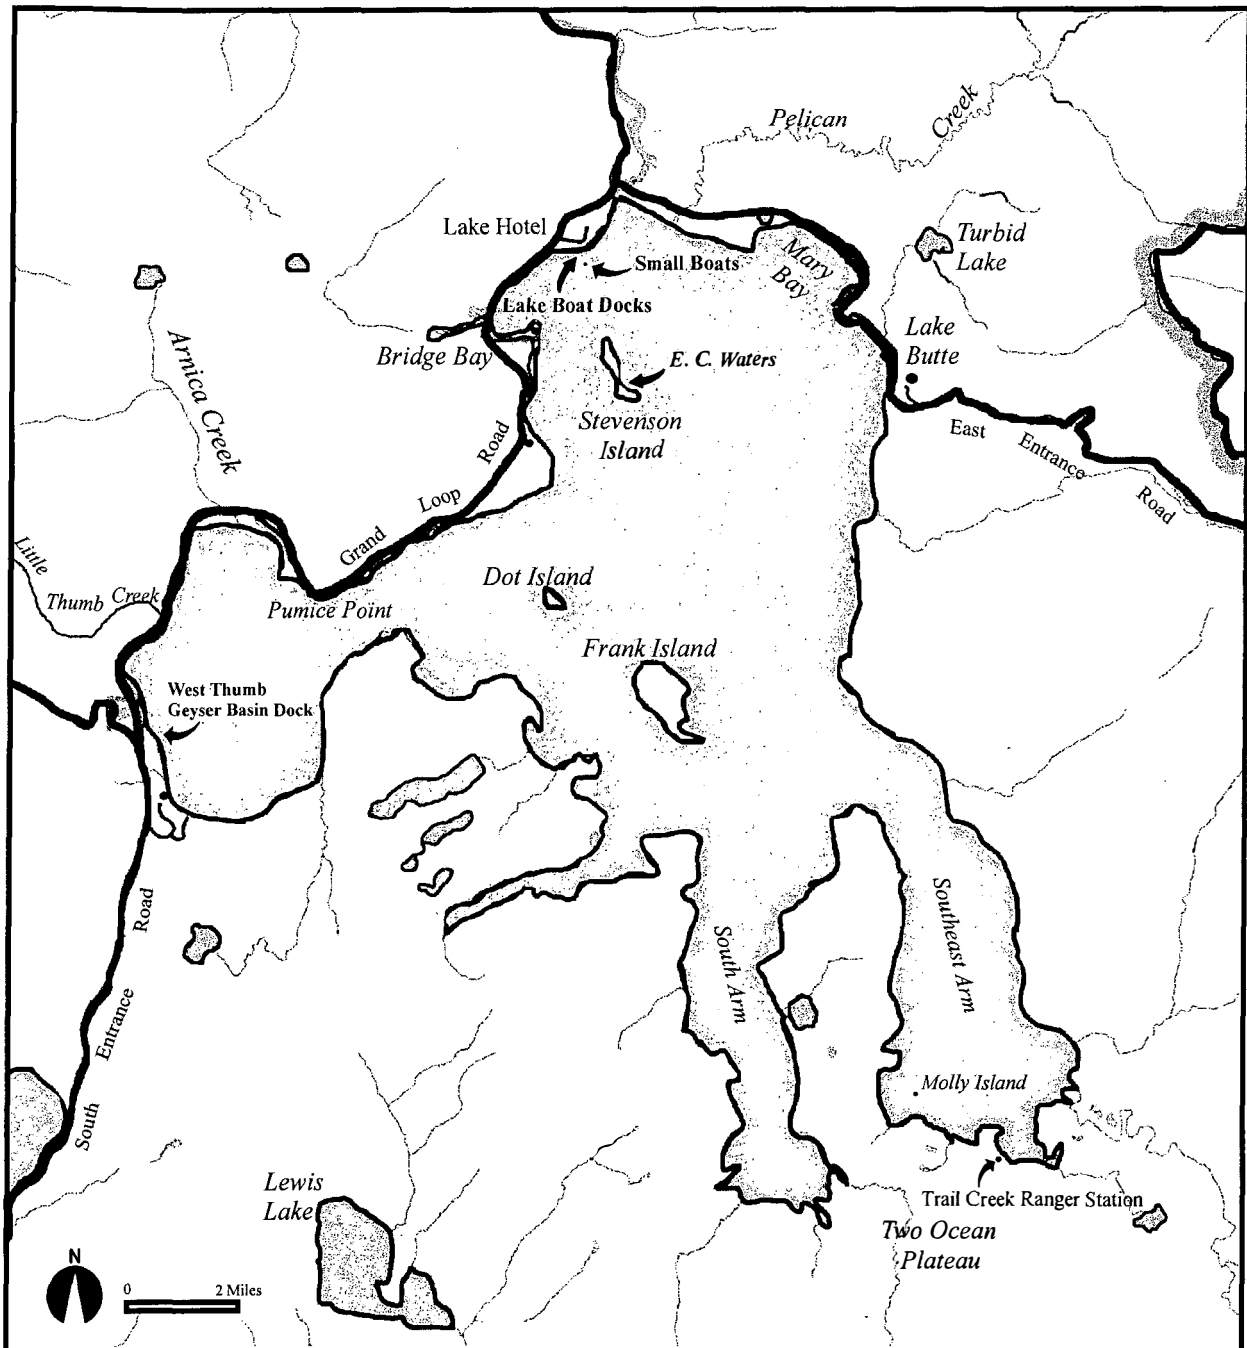 Pelican
Creek
Lake Hotel
Turbid
Lake
Mary
Bay
Small Boats
Lake Boat Docks
Bridge Bay
Lake
Butte
E. C. Waters
Arnica Creek
Stevenson
Island
East Entrance Road
Grand Loop Road
Little
Thumb Creek
Dot Island
Pumice Point
Frank Island
West Thumb
Geyser Basin Dock
South Entrance Road
Southeast Arm
South Arm
Molly Island
Trail Creek Ranger Station
Lewis
Lake
Two Ocean
Plateau
N
0 2 Miles